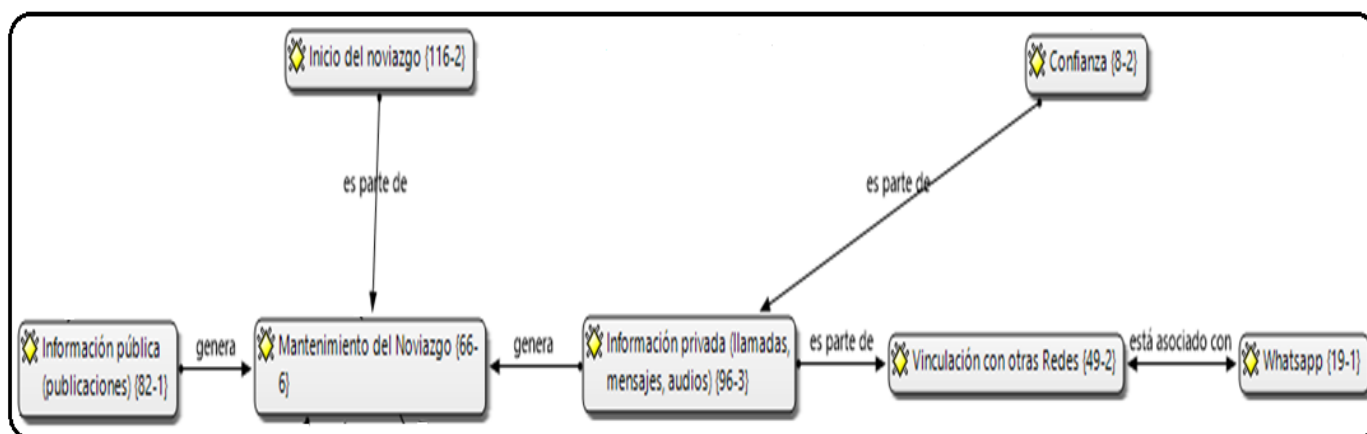 Inicio del noviazgo {116-2}
Confianza {8-2}
es parte de
es parte de
Información pública
(publicaciones) {82-1}
genera
Mantenimiento del Noviazgo {66-
6}
genera
Información privada (llamadas,
mensajes, audios) {96-3}
es parte de
Vinculación con otras Redes {49-2}
está asociado con
Whatsapp {19-1}